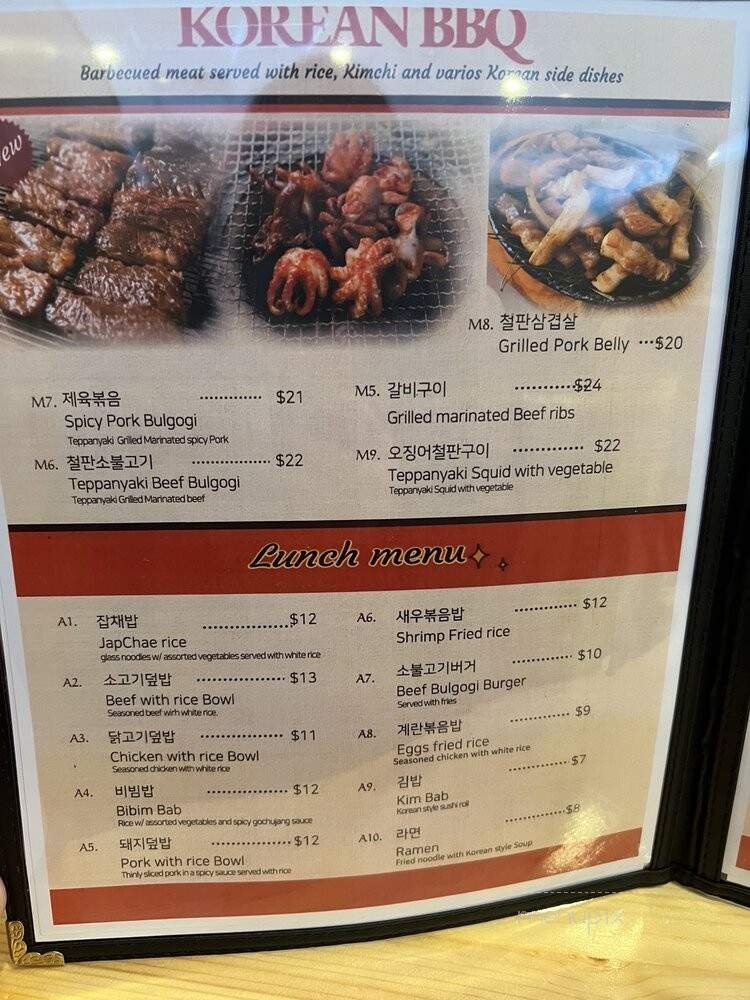 KOREAN BBQ
Barbecued meat served with rice, Kimchi and varios Korean side dishes
M8. 철판삼겹살
Grilled Pork Belly ···$20
M7. 제육볶음 ············· $21
Spicy Pork Bulgogi
Teppanyaki Grilled Marinated spicy Pork
M6. 철판소불고기 ················ $22
Teppanyaki Beef Bulgogi
Teppanyaki Grilled Marinated beef
M5. 갈비구이 ·············$24
Grilled marinated Beef ribs
M9. 오징어철판구이 ·············· $22
Teppanyaki Squid with vegetable
Teppanyaki Squid with vegetable
Lunch menu
A1. 잡채밥 ··················$12
JapChae rice
glass noodles w/ assorted vegetables served with white rice
A2. 소고기덮밥 ·················· $13
Beef with rice Bowl
Seasoned beef wirh white rice.
A3. 닭고기덮밥 ················· $11
Chicken with rice Bowl
Seasoned chicken with white rice
A4. 비빔밥 ················ $12
Bibim Bab
Rice w/ assorted vegetables and spicy gochujang sauce
A5. 돼지덮밥 ················$12
Pork with rice Bowl
Thinly sliced pork in a spicy sauce served with rice
A6. 새우볶음밥 ············· $12
Shrimp Fried rice
A7. 소불고기버거 ············ $10
Beef Bulgogi Burger
Served with fries
A8. 계란볶음밥 ············ $9
Eggs fried rice
Seasoned chicken with white rice
A9. 김밥 ············ $7
Kim Bab
Korean style sushi roll
A10. 라면 ············$8
Ramen
Fried noodle with Korean style Soup
menupix